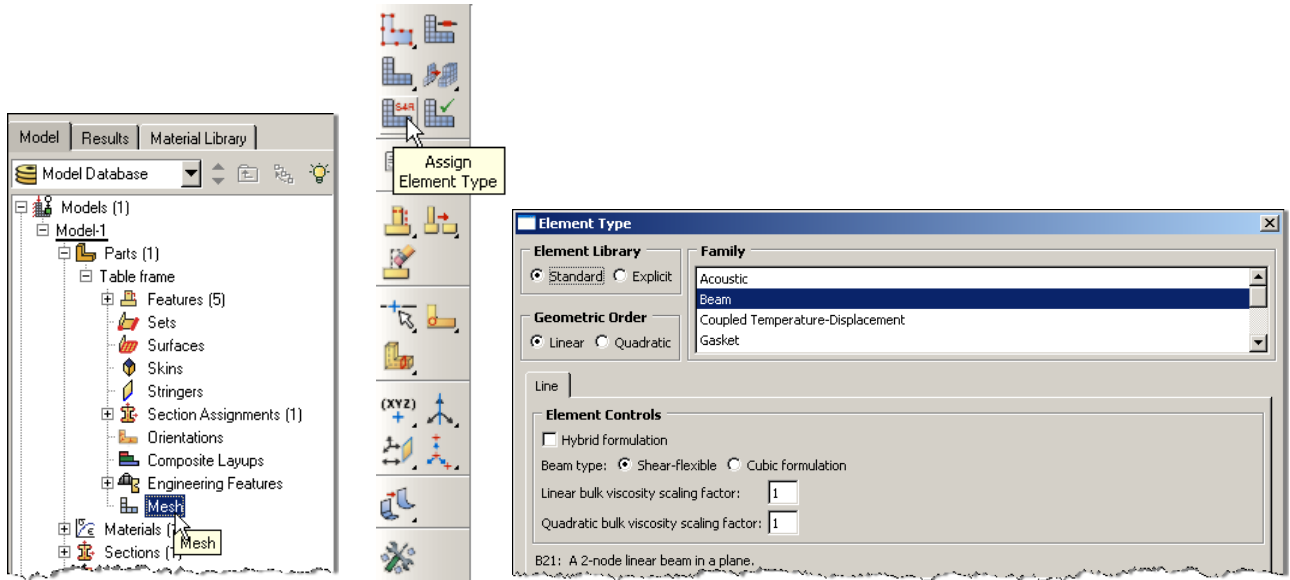 Model Results Material Library
Model Database
Models (1)
Model-1
Parts (1)
Table frame
Features (5)
Sets
Surfaces
Skins
Stringers
Section Assignments (1)
Orientations
Composite Layups
Engineering Features
Mesh
Materials
Mesh
Sections
S4R
Assign
Element Type
(XYZ)
Element Type
Element Library
Standard Explicit
Geometric Order
Linear Quadratic
Family
Acoustic
Beam
Coupled Temperature-Displacement
Gasket
Line
Element Controls
Hybrid formulation
Beam type: Shear-flexible Cubic formulation
Linear bulk viscosity scaling factor: 1
Quadratic bulk viscosity scaling factor: 1
B21: A 2-node linear beam in a plane.